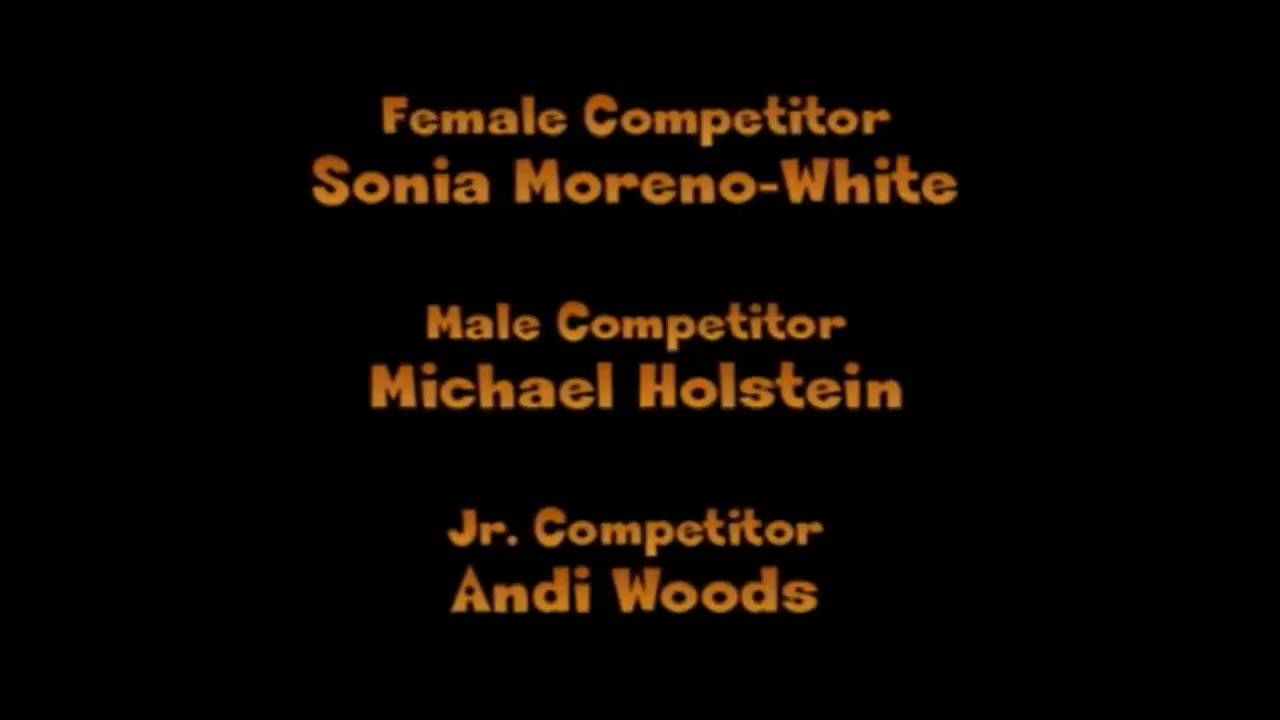 Female Competitor
Sonia Moreno-White
Male Competitor
Michael Holstein
Jr. Competitor
Andi Woods